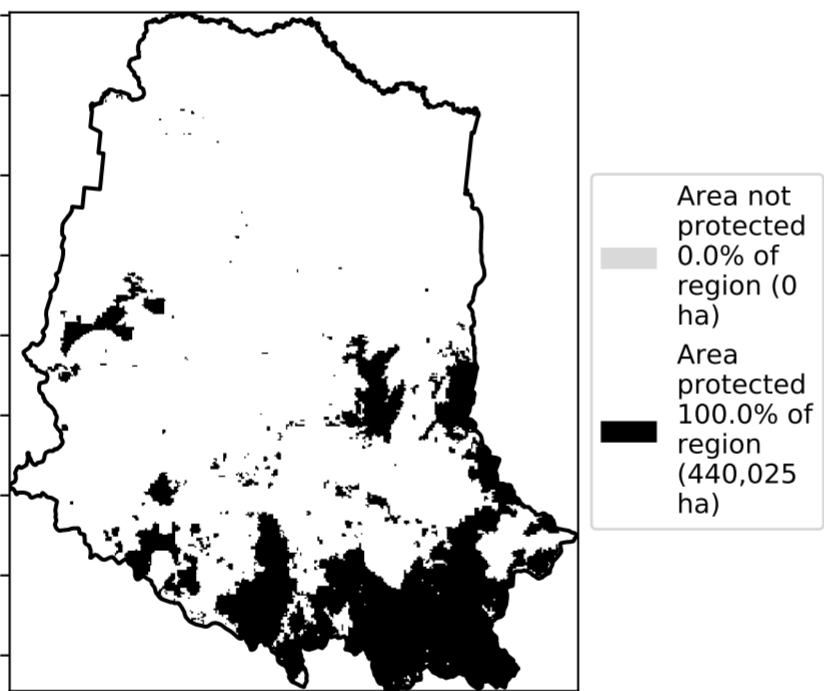 Area not
protected
0.0% of
region (0
ha)
Area
protected
100.0% of
region
(440,025
ha)